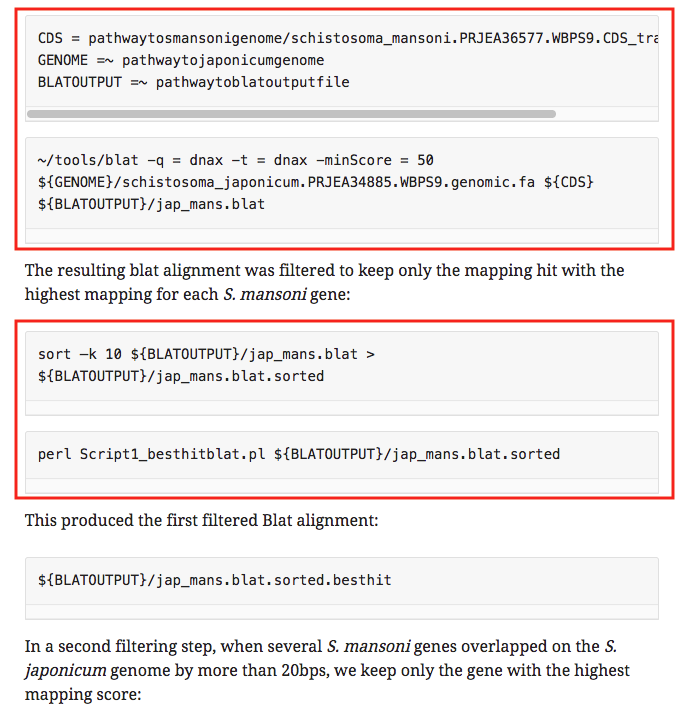 CDS = pathwaytosmansonigenome/schistosoma_mansoni.PRJEA36577.WBPS9.CDS_tra
GENOME =~ pathwaytojaponicumgenome
BLATOUTPUT =~ pathwaytoblatoutputfile
~/tools/blat –q = dnax –t = dnax –minScore = 50
${GENOME}/schistosoma_japonicum.PRJEA34885.WBPS9.genomic.fa ${CDS}
${BLATOUTPUT}/jap_mans.blat
The resulting blat alignment was filtered to keep only the mapping hit with the
highest mapping for each S. mansoni gene:
sort –k 10 ${BLATOUTPUT}/jap_mans.blat >
${BLATOUTPUT}/jap_mans.blat.sorted
perl Script1_besthitblat.pl ${BLATOUTPUT}/jap_mans.blat.sorted
This produced the first filtered Blat alignment:
${BLATOUTPUT}/jap_mans.blat.sorted.besthit
In a second filtering step, when several S. mansoni genes overlapped on the S.
japonicum genome by more than 20bps, we keep only the gene with the highest
mapping score: